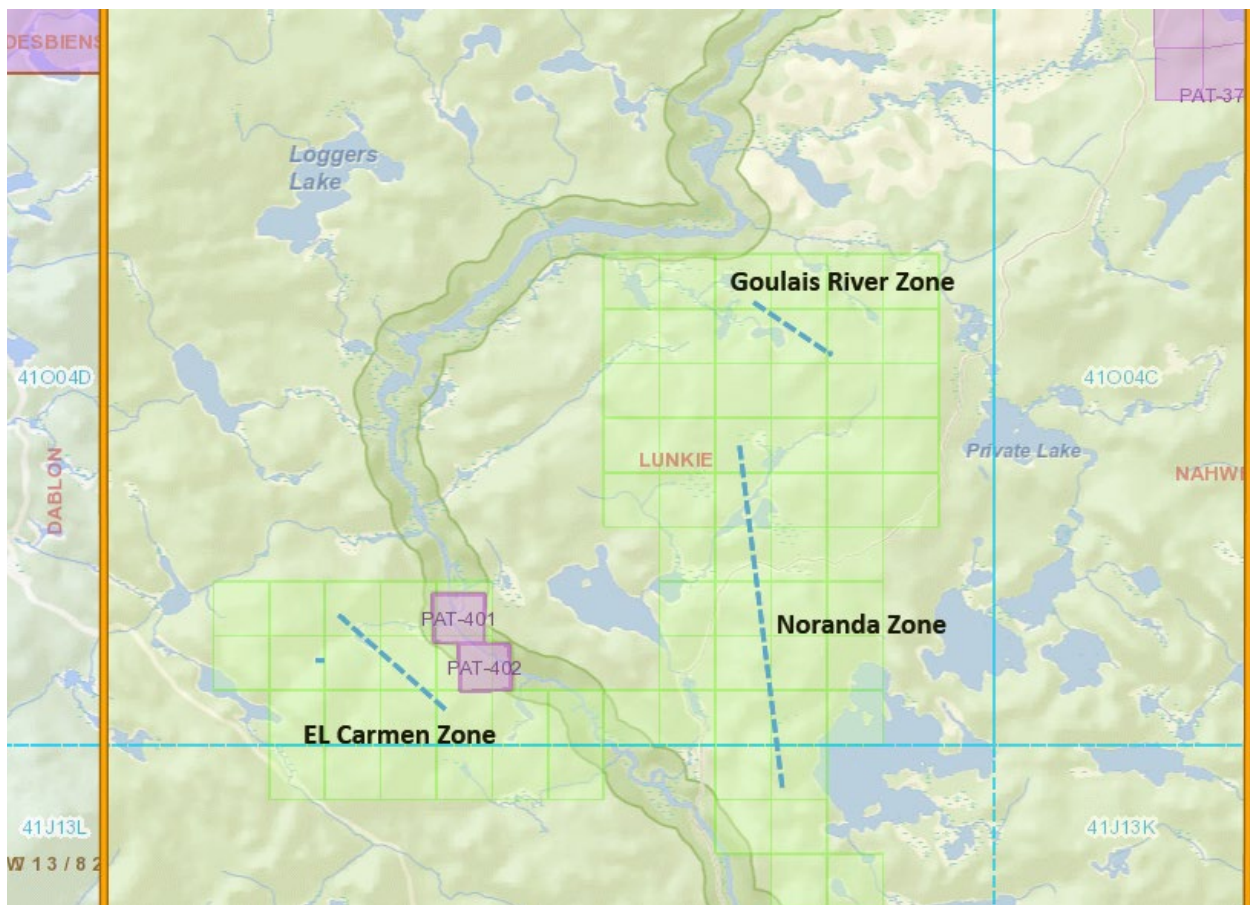 DESBIENS
PAT-37
Loggers
Lake
Goulais River Zone
41O04D
41O04C
LUNKIE
Private Lake
DABLON
NAHW
PAT-401
Noranda Zone
PAT-402
EL Carmen Zone
41J13L
41J13K
13/82